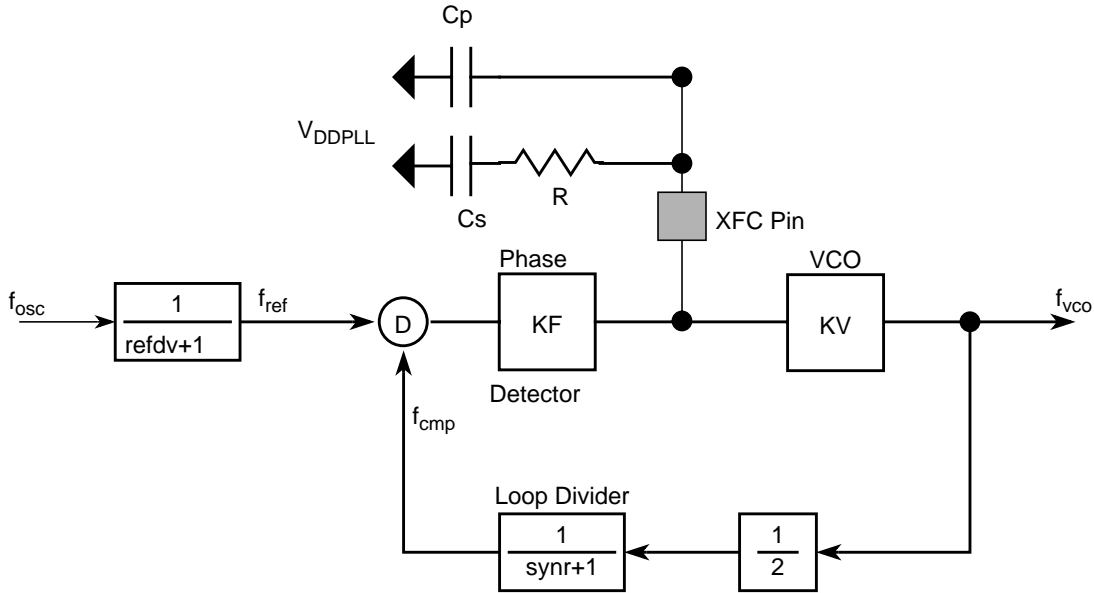 Cp
VDDPLL
R
Cs
XFC Pin
Phase
VCO
fosc
1
refdv+1
fref
D
KF
KV
fvco
Detector
fcmp
Loop Divider
1
synr+1
1
2